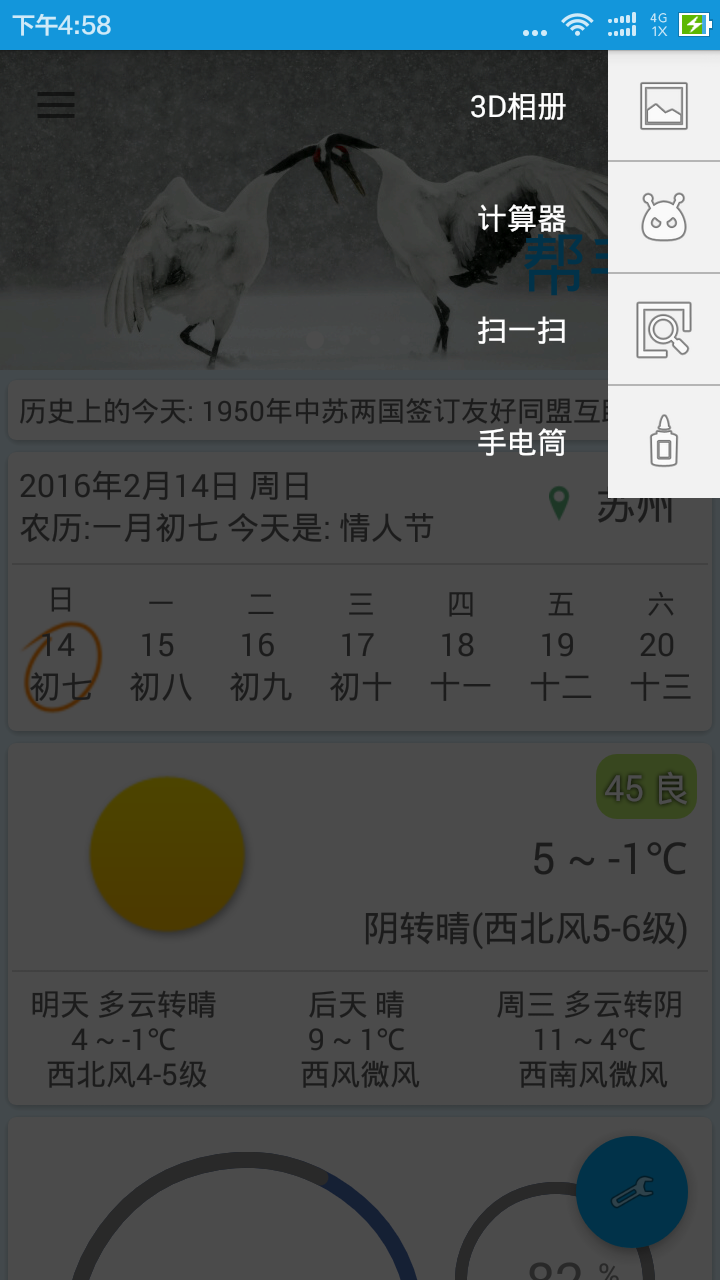 下午4:58
4G
1X
3D相册
计算器
帮
扫一扫
历史上的今天: 1950年中苏两国签订友好同盟互
手电筒
2016年2月14日 周日
苏州
农历:一月初七 今天是: 情人节
日 一 二 三 四 五 六
14 15 16 17 18 19 20
初七 初八 初九 初十 十一 十二 十三
45 良
5 ~ -1℃
阴转晴(西北风5-6级)
明天 多云转晴
4 ~ -1℃
西北风4-5级
后天 晴
9 ~ 1℃
西风微风
周三 多云转阴
11 ~ 4℃
西南风微风
82 %